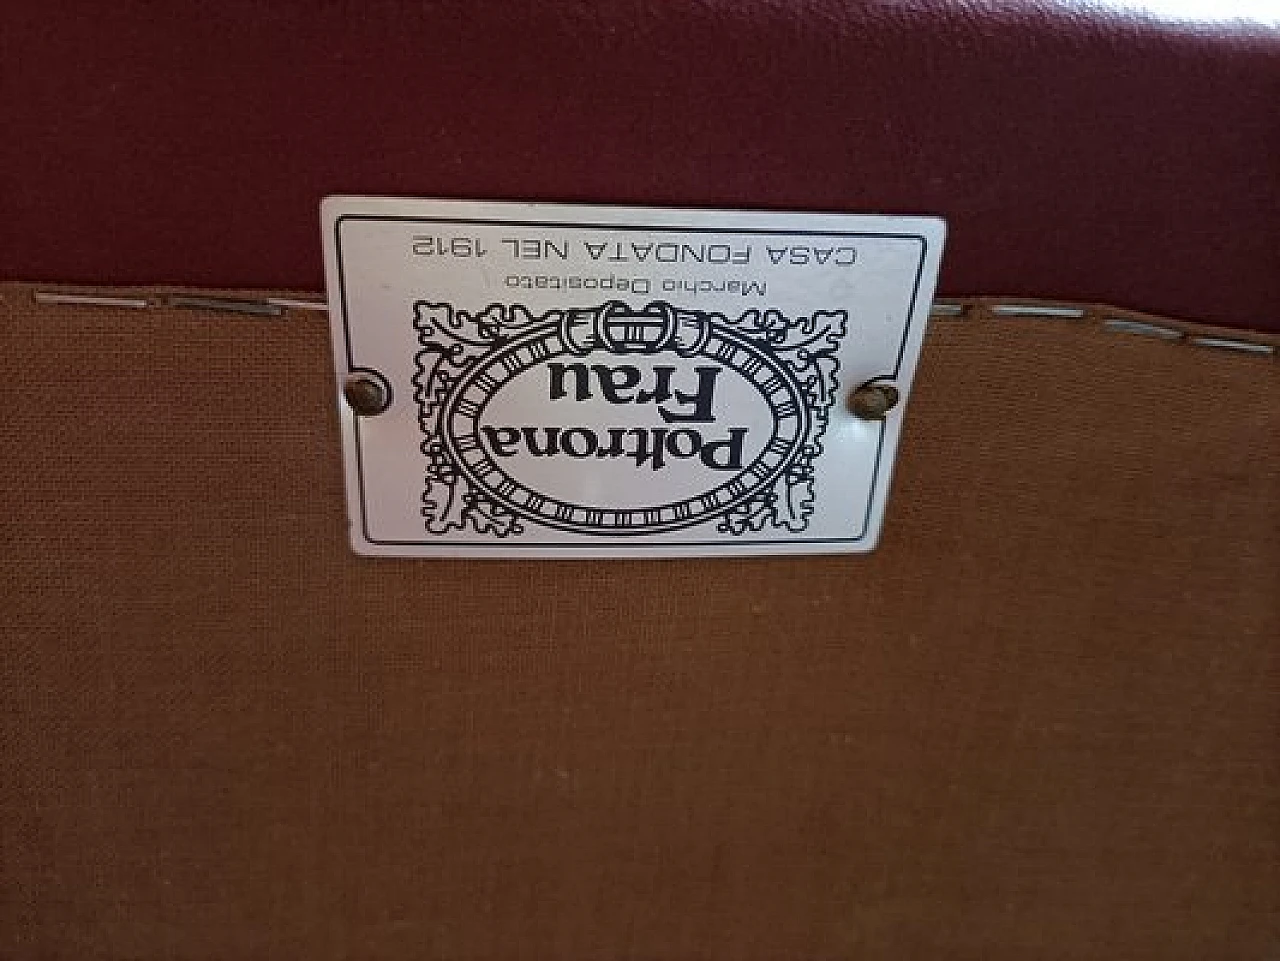 Poltrona
Frau
Marchio Depositato
CASA FONDATA NEL 1912